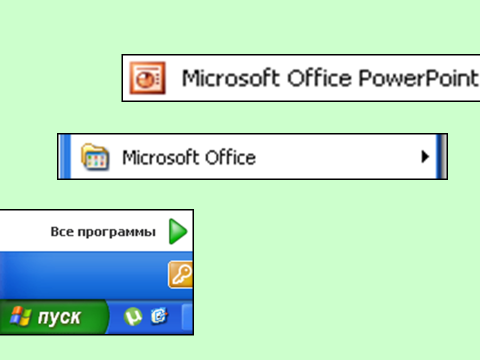 Microsoft Office PowerPoint
Microsoft Office
Все программы
пуск